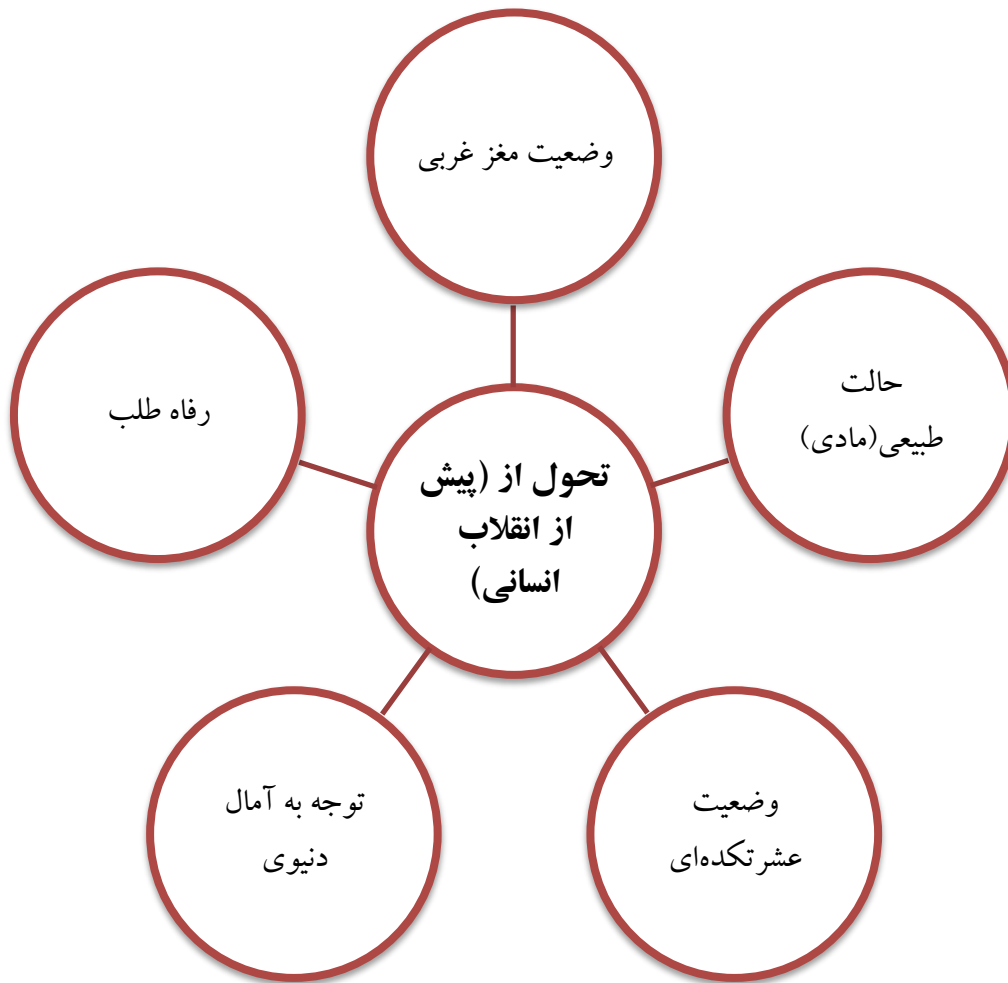 وضعیت مغز غربی
حالت
طبیعی(مادی)
رفاه طلب
تحول از (پیش
از انقلاب
انسانی)
وضعیت
عشرتکده‌ای
توجه به آمال
دنیوی